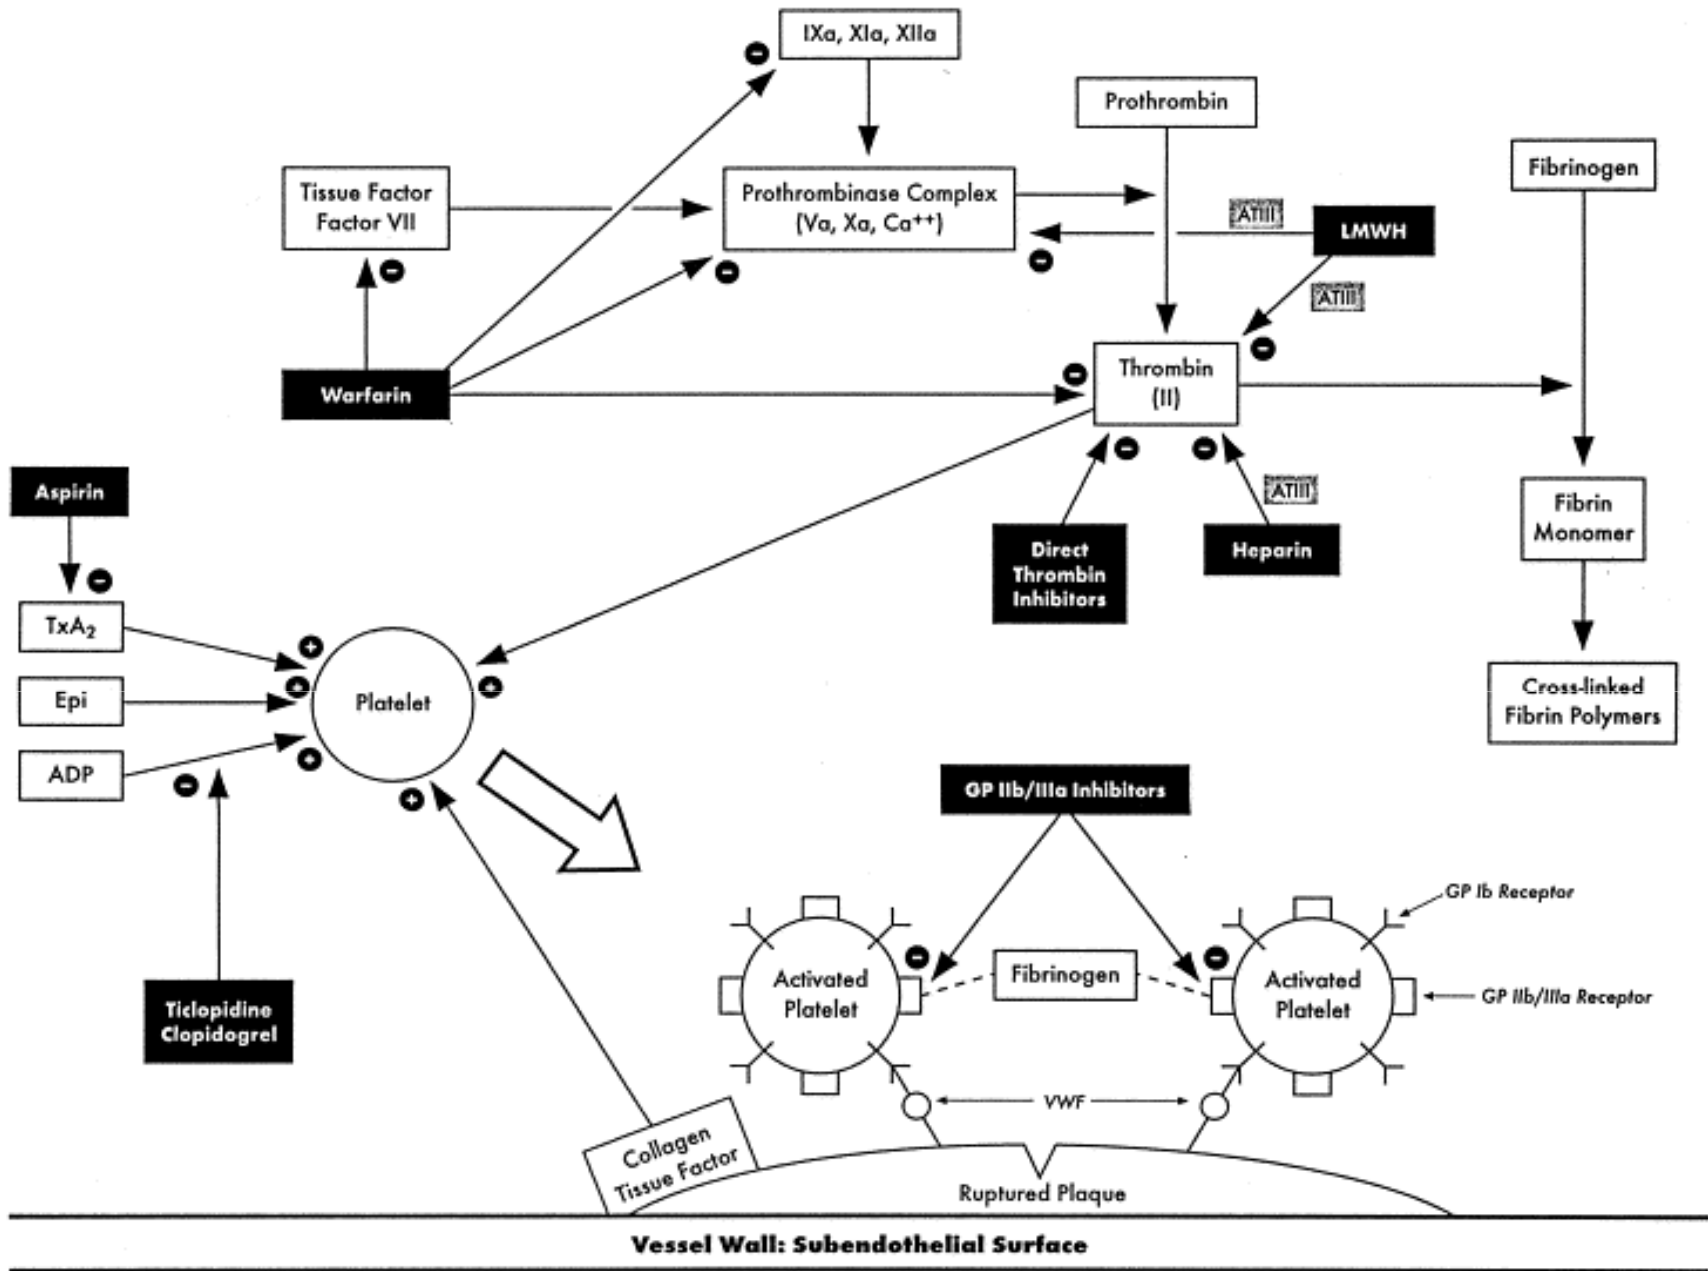 IXa, XIa, XIIa
Prothrombin
Fibrinogen
Tissue Factor
Factor VII
Prothrombinase Complex
(Va, Xa, Ca++)
ATIII
LMWH
ATIII
Thrombin
(II)
Warfarin
Aspirin
ATIII
Fibrin
Monomer
Direct
Thrombin
Inhibitors
Heparin
TxA2
Epi
ADP
Platelet
Cross-linked
Fibrin Polymers
GP IIb/IIIa Inhibitors
GP Ib Receptor
Activated
Platelet
Fibrinogen
Activated
Platelet
GP IIb/IIIa Receptor
Ticlopidine
Clopidogrel
VWF
Collagen
Tissue Factor
Ruptured Plaque
Vessel Wall: Subendothelial Surface